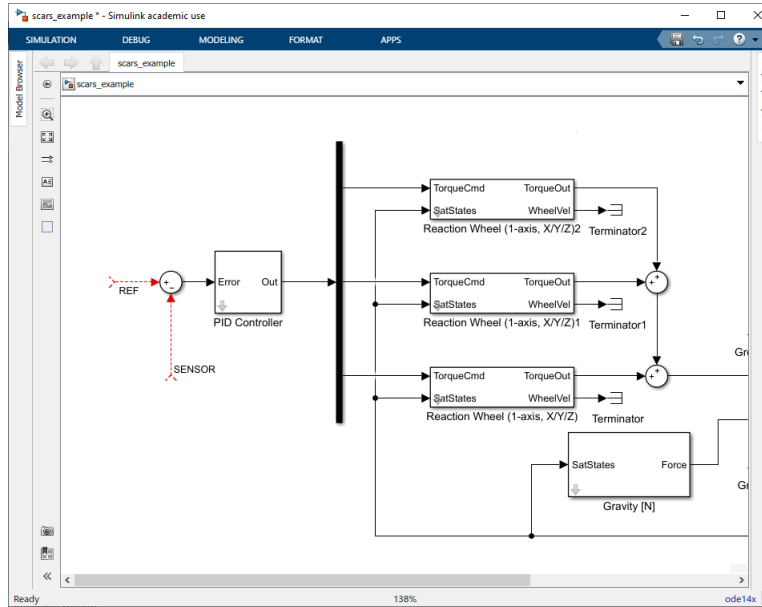 scars_example * - Simulink academic use
SIMULATION DEBUG MODELING FORMAT APPS
Model Browser
scars_example
scars_example
TorqueCmd TorqueOut
SatStates WheelVel
Reaction Wheel (1-axis, X/Y/Z)2
Terminator2
REF
Error Out
PID Controller
TorqueCmd TorqueOut
SatStates WheelVel
Reaction Wheel (1-axis, X/Y/Z)1
Terminator1
Gr
SENSOR
TorqueCmd TorqueOut
SatStates WheelVel
Reaction Wheel (1-axis, X/Y/Z)
Terminator
SatStates Force
Gravity [N]
Gr
Ready 138% ode14x